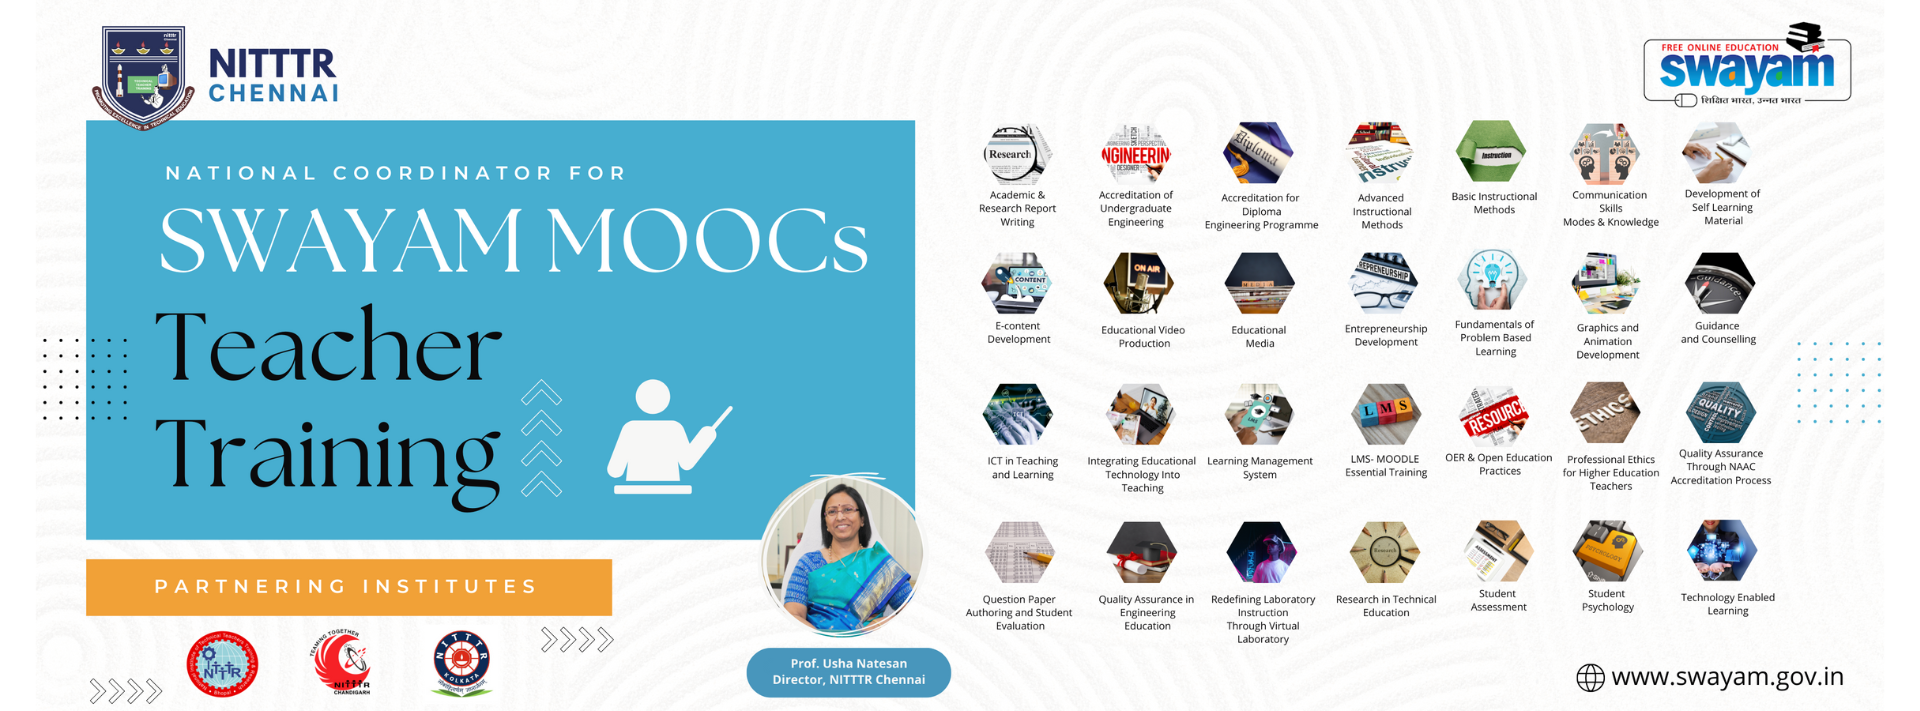 NITTTR
CHENNAI
NATIONAL COORDINATOR FOR
SWAYAM MOOCs
Teacher
Training
PARTNERING INSTITUTES
NITTTR
TEAMING TOGETHER
NITTTR
CHANDIGARH
NITTTR
KOLKATA
Prof. Usha Natesan
Director, NITTTR Chennai
FREE ONLINE EDUCATION
swayam
शिक्षित भारत, उन्नत भारत
Research
Academic &
Research Report
Writing
NGINEERIN
Accreditation of
Undergraduate
Engineering
Diploma
Accreditation for
Diploma
Engineering Programme
Advanced
Instructional
Methods
Instruction
Basic Instructional
Methods
Communication
Skills
Modes & Knowledge
Development of
Self Learning
Material
CONTENT
E-content
Development
ON AIR
Educational Video
Production
MEDIA
Educational
Media
REPRENEURSHIP
Entrepreneurship
Development
Fundamentals of
Problem Based
Learning
Graphics and
Animation
Development
Guidance
Guidance
and Counselling
ICT in Teaching
and Learning
Integrating Educational
Technology Into
Teaching
LMS
Learning Management
System
LMS
LMS- MOODLE
Essential Training
RESOURC
OER & Open Education
Practices
ETHICS
Professional Ethics
for Higher Education
Teachers
QUALITY
Quality Assurance
Through NAAC
Accreditation Process
Question Paper
Authoring and Student
Evaluation
Quality Assurance in
Engineering
Education
Redefining Laboratory
Instruction
Through Virtual
Laboratory
Research
Research in Technical
Education
ASSESSMENT
Student
Assessment
PSYCHOLOGY
Student
Psychology
Technology Enabled
Learning
www.swayam.gov.in